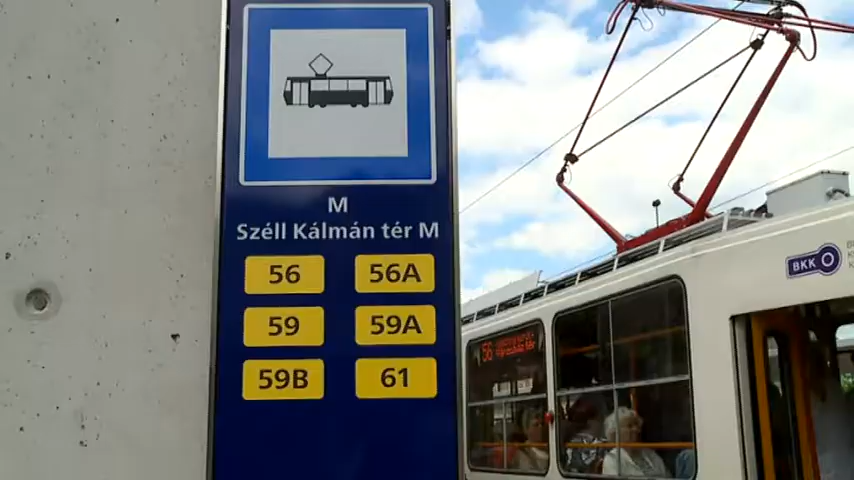 M
Széll Kálmán tér M
56 56A
59 59A
59B 61
56
BKK